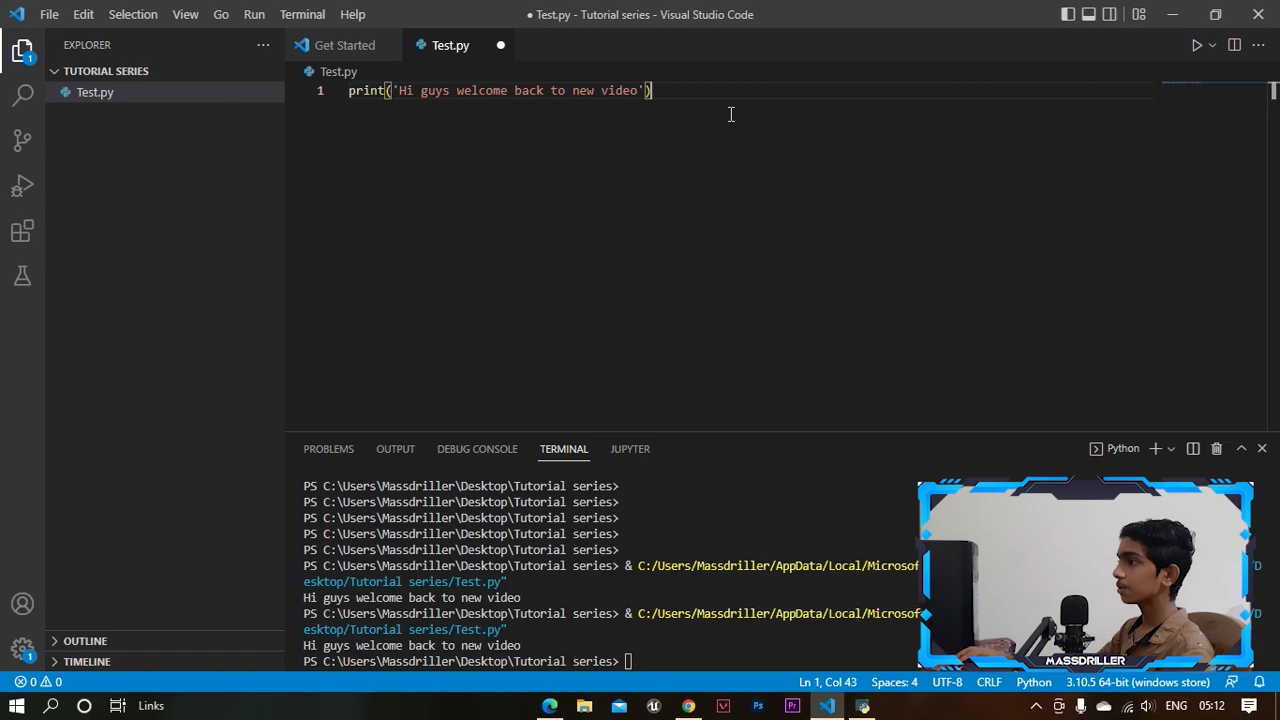 File Edit Selection View Go Run Terminal Help
● Test.py - Tutorial series - Visual Studio Code
EXPLORER
Get Started
Test.py
TUTORIAL SERIES
Test.py
Test.py
1 print('Hi guys welcome back to new video')
PROBLEMS OUTPUT DEBUG CONSOLE TERMINAL JUPYTER
Python
PS C:\Users\Massdriller\Desktop\Tutorial series>
PS C:\Users\Massdriller\Desktop\Tutorial series>
PS C:\Users\Massdriller\Desktop\Tutorial series>
PS C:\Users\Massdriller\Desktop\Tutorial series>
PS C:\Users\Massdriller\Desktop\Tutorial series>
PS C:\Users\Massdriller\Desktop\Tutorial series> & C:/Users/Massdriller/AppData/Local/Microsof
/D
esktop/Tutorial series/Test.py"
Hi guys welcome back to new video
PS C:\Users\Massdriller\Desktop\Tutorial series> & C:/Users/Massdriller/AppData/Local/Microsof
/D
esktop/Tutorial series/Test.py"
Hi guys welcome back to new video
PS C:\Users\Massdriller\Desktop\Tutorial series>
MASSDRILLER
OUTLINE
TIMELINE
1
1
0 0
Ln 1, Col 43 Spaces: 4 UTF-8 CRLF Python 3.10.5 64-bit (windows store)
Links
Ps
Pr
ENG 05:12